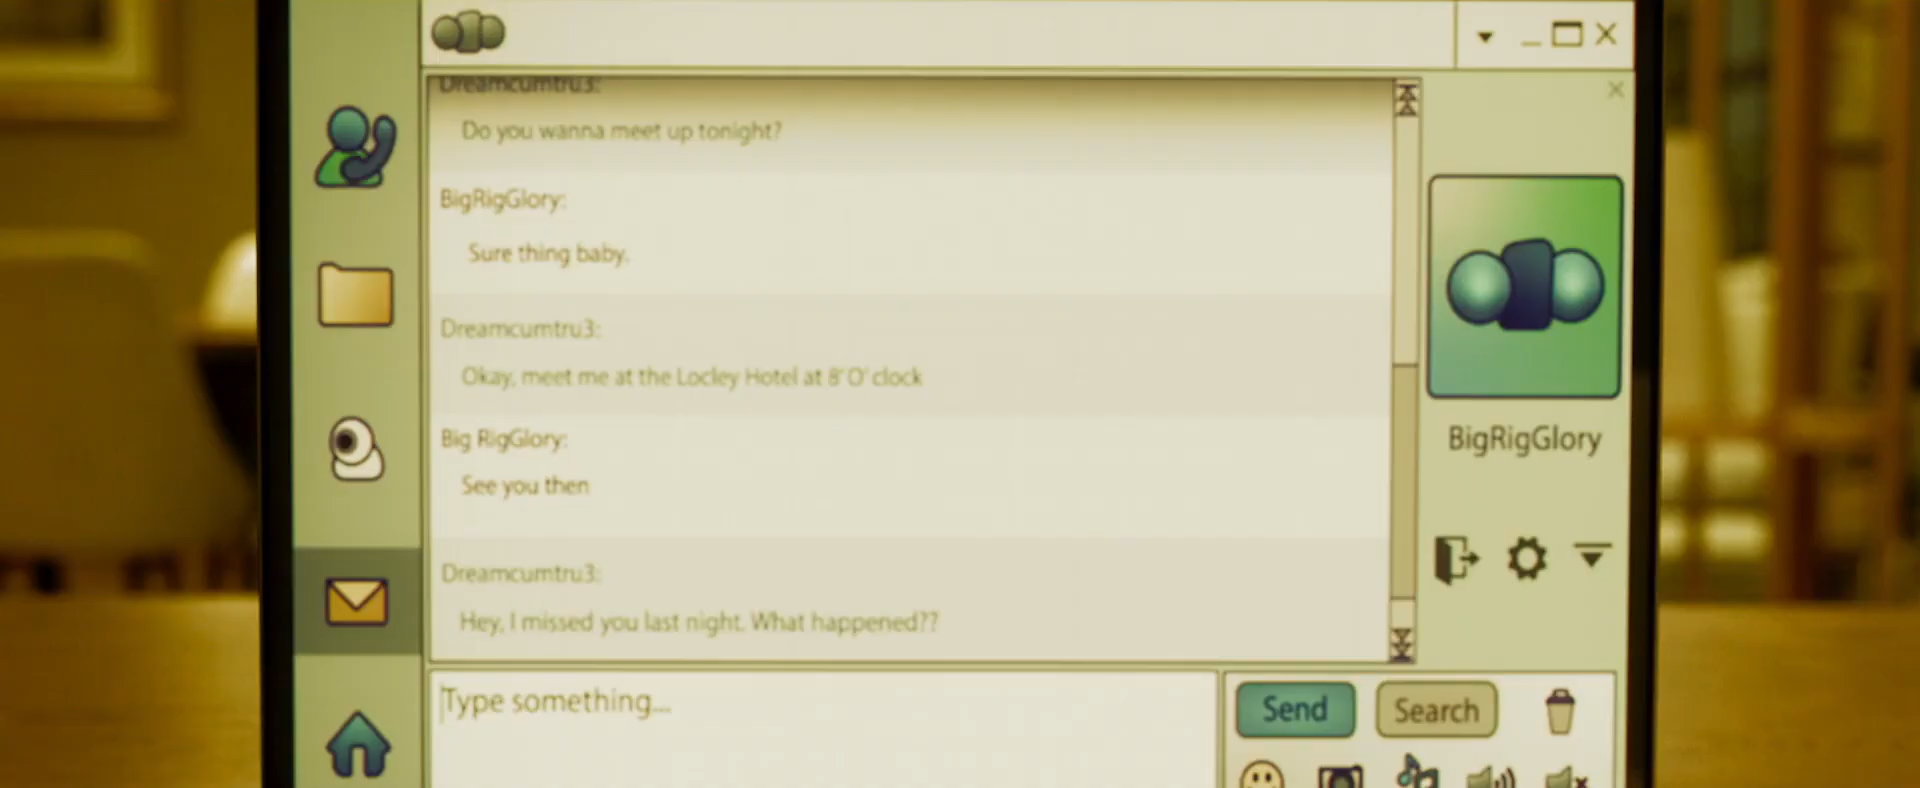 Dreamcumtru3:
Do you wanna meet up tonight?
BigRigGlory:
Sure thing baby.
Dreamcumtru3:
Okay, meet me at the Locley Hotel at 8' O' clock
Big RigGlory:
See you then
Dreamcumtru3:
Hey, I missed you last night. What happened??
BigRigGlory
Type something...
Send
Search